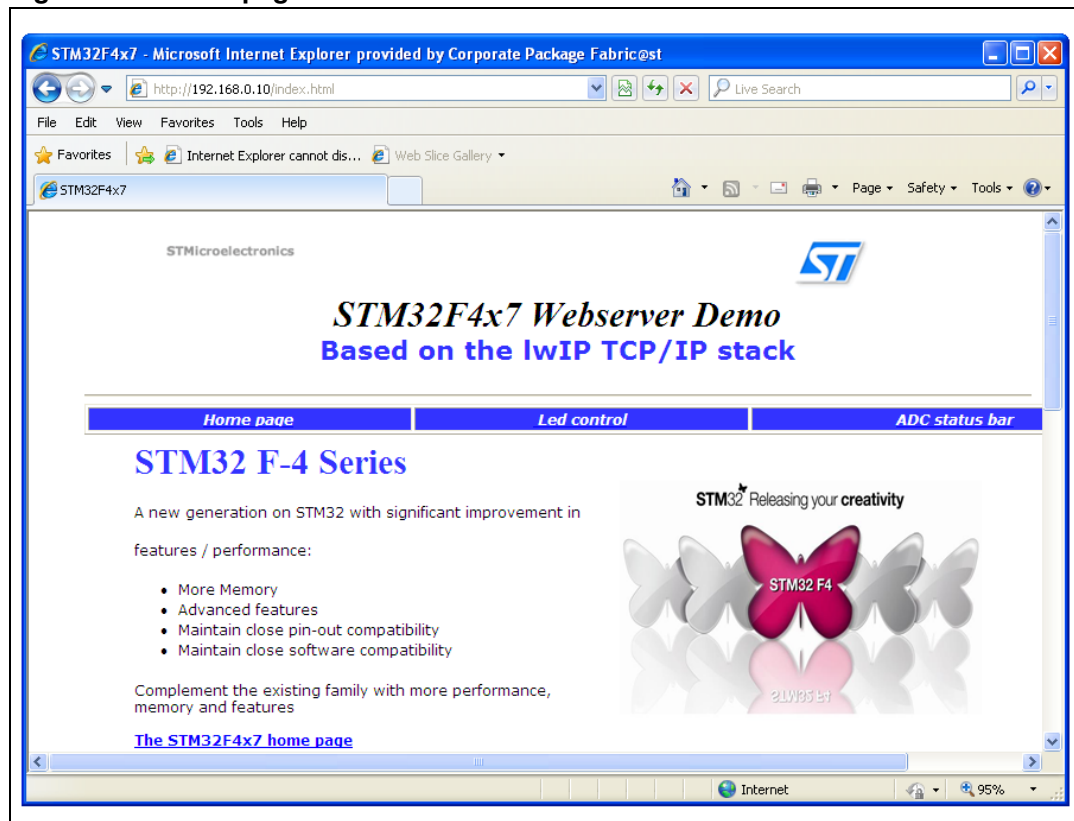 STM32F4x7 - Microsoft Internet Explorer provided by Corporate Package Fabric@st
http://192.168.0.10/index.html
Live Search
File Edit View Favorites Tools Help
Favorites
Internet Explorer cannot dis...
Web Slice Gallery
STM32F4x7
Page Safety Tools
STMicroelectronics
ST
STM32F4x7 Webserver Demo
Based on the lwIP TCP/IP stack
Home page Led control ADC status bar
STM32 F-4 Series
A new generation on STM32 with significant improvement in
features / performance:
• More Memory
• Advanced features
• Maintain close pin-out compatibility
• Maintain close software compatibility
Complement the existing family with more performance,
memory and features
The STM32F4x7 home page
STM32 Releasing your creativity
STM32 F4
Internet 95%